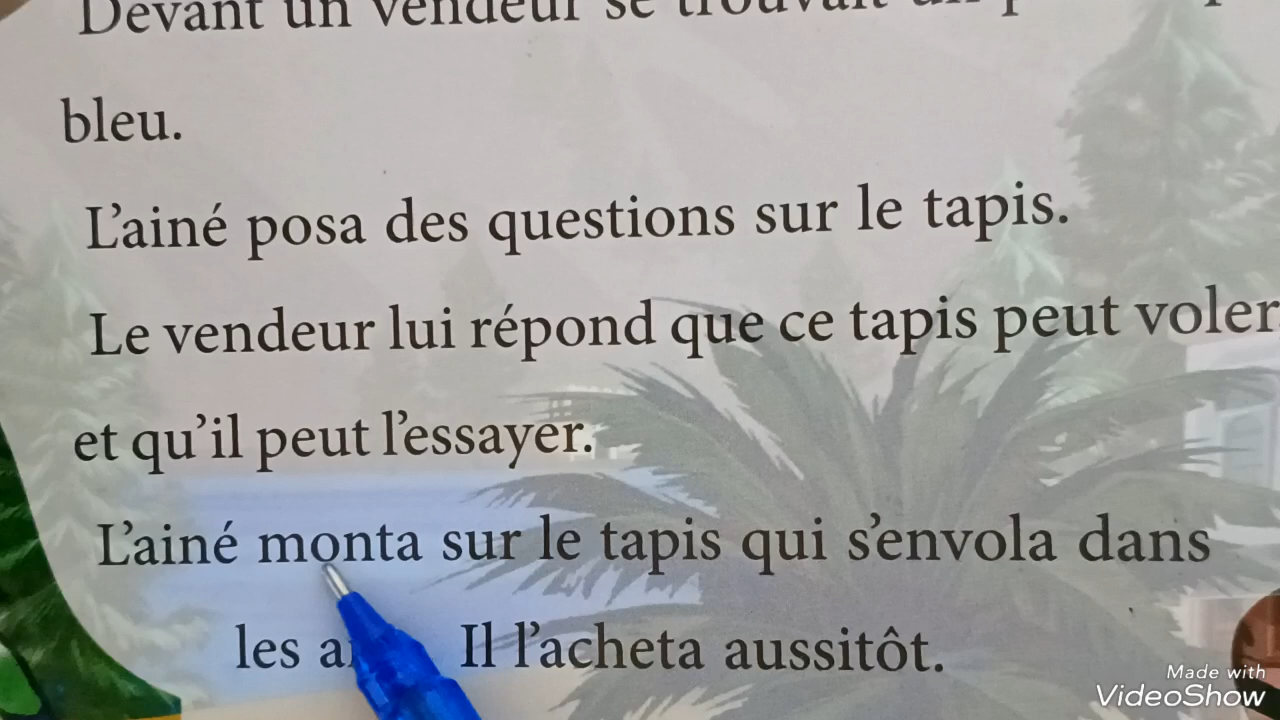 Devant un vendeur se trouvait un
bleu.
L'ainé posa des questions sur le tapis.
Le vendeur lui répond que ce tapis peut voler
et qu'il peut l'essayer.
L'ainé monta sur le tapis qui s'envola dans
les Il l'acheta aussitôt.
Made with
VideoShow